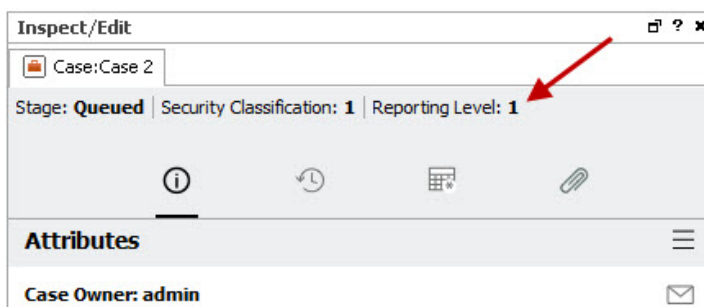 Inspect/Edit ?
Case:Case 2
Stage: Queued | Security Classification: 1 | Reporting Level: 1
Attributes
Case Owner: admin